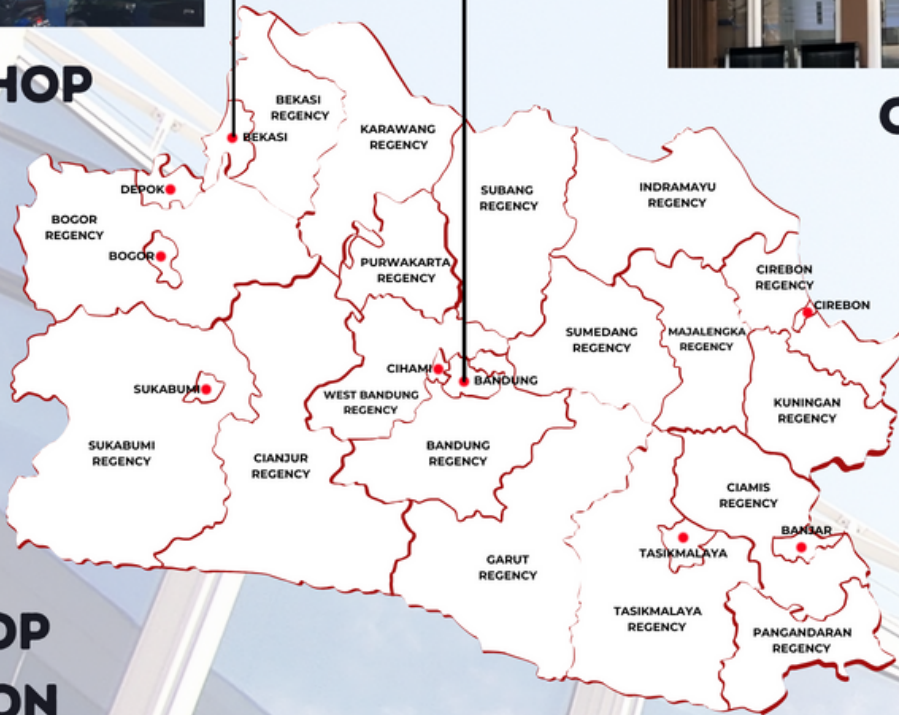 HOP
BEKASI
REGENCY
BEKASI
KARAWANG
REGENCY
DEPOK
SUBANG
REGENCY
INDRAMAYU
REGENCY
BOGOR
REGENCY
BOGOR
PURWAKARTA
REGENCY
CIREBON
REGENCY
CIREBON
SUMEDANG
REGENCY
MAJALENGKA
REGENCY
CIHAMI
BANDUNG
SUKABUMI
WEST BANDUNG
REGENCY
KUNINGAN
REGENCY
SUKABUMI
REGENCY
CIANJUR
REGENCY
BANDUNG
REGENCY
CIAMIS
REGENCY
BANJAR
TASIKMALAYA
GARUT
REGENCY
TASIKMALAYA
REGENCY
PANGANDARAN
REGENCY
OP
ON